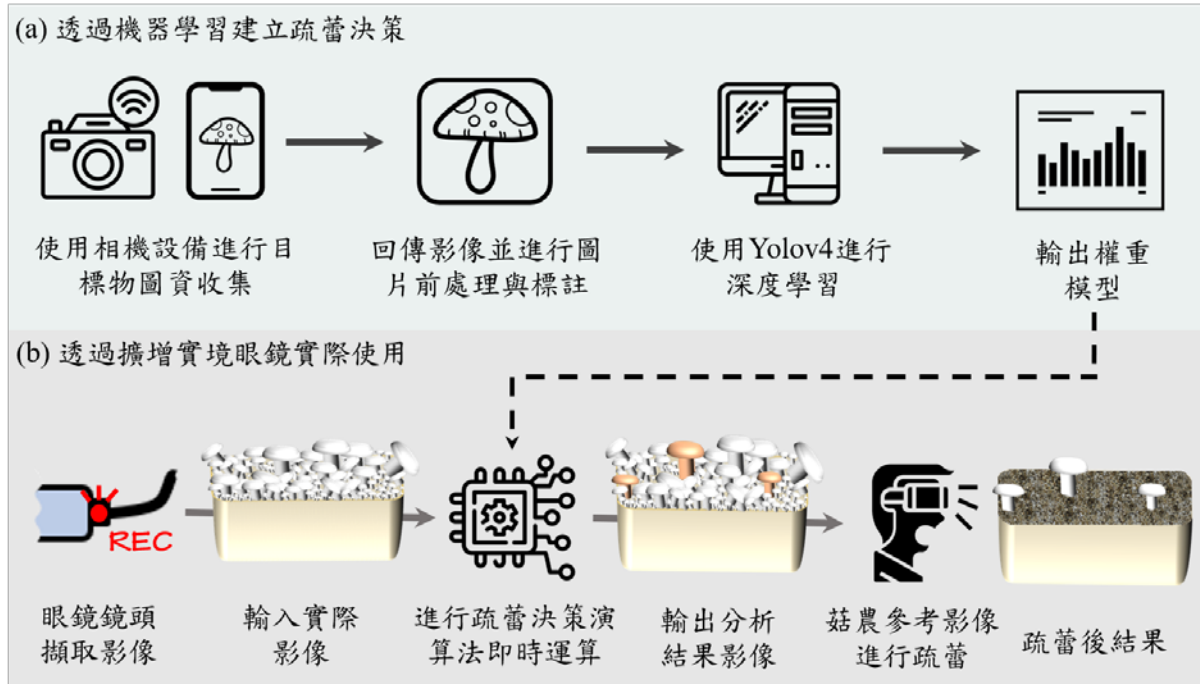 (a) 透過機器學習建立疏蕾決策
使用相機設備進行目
標物圖資收集
回傳影像並進行圖
片前處理與標註
使用Yolov4進行
深度學習
輸出權重
模型
(b) 透過擴增實境眼鏡實際使用
REC
眼鏡鏡頭
擷取影像
輸入實際
影像
進行疏蕾決策演
算法即時運算
輸出分析
結果影像
菇農參考影像
進行疏蕾
疏蕾後結果